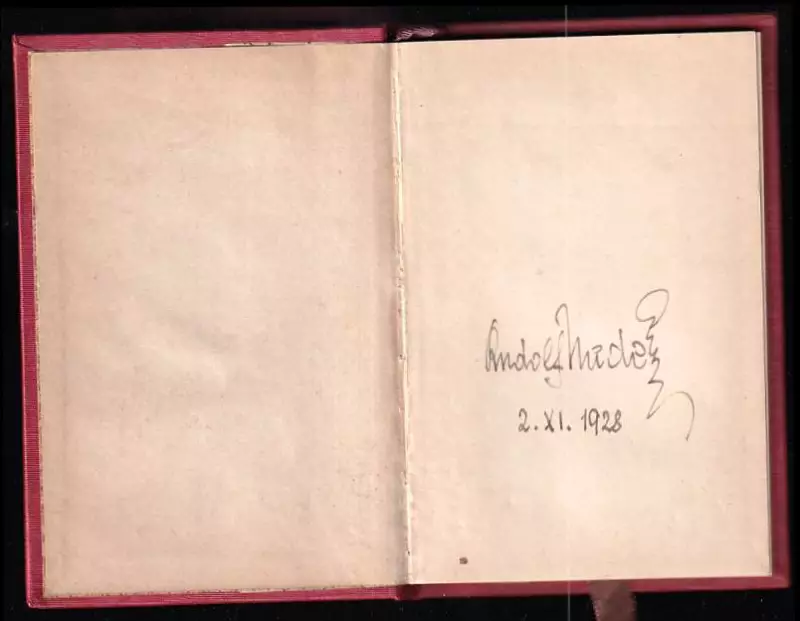 Rudolf Medek
2. XI. 1928